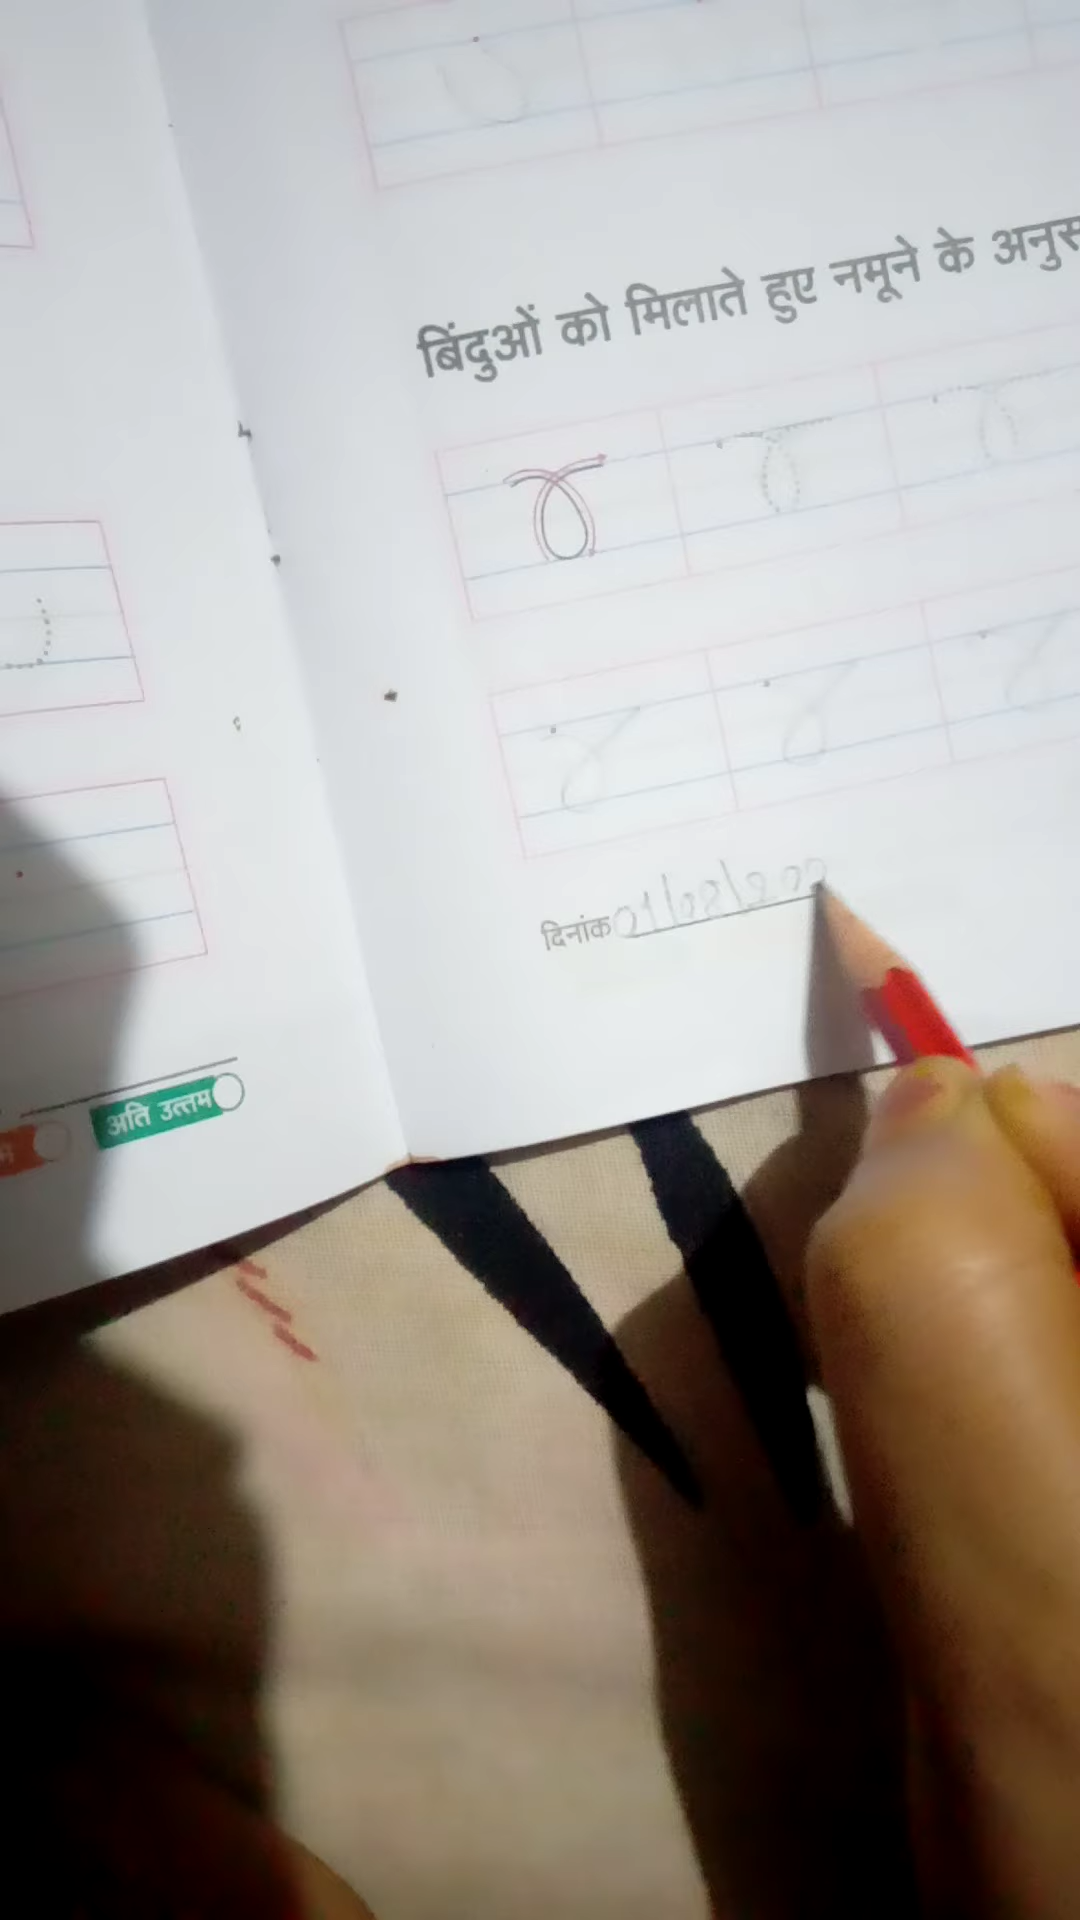 बिंदुओं को मिलाते हुए नमूने के अनुस
दिनांक 01/08/202
अति उत्तम